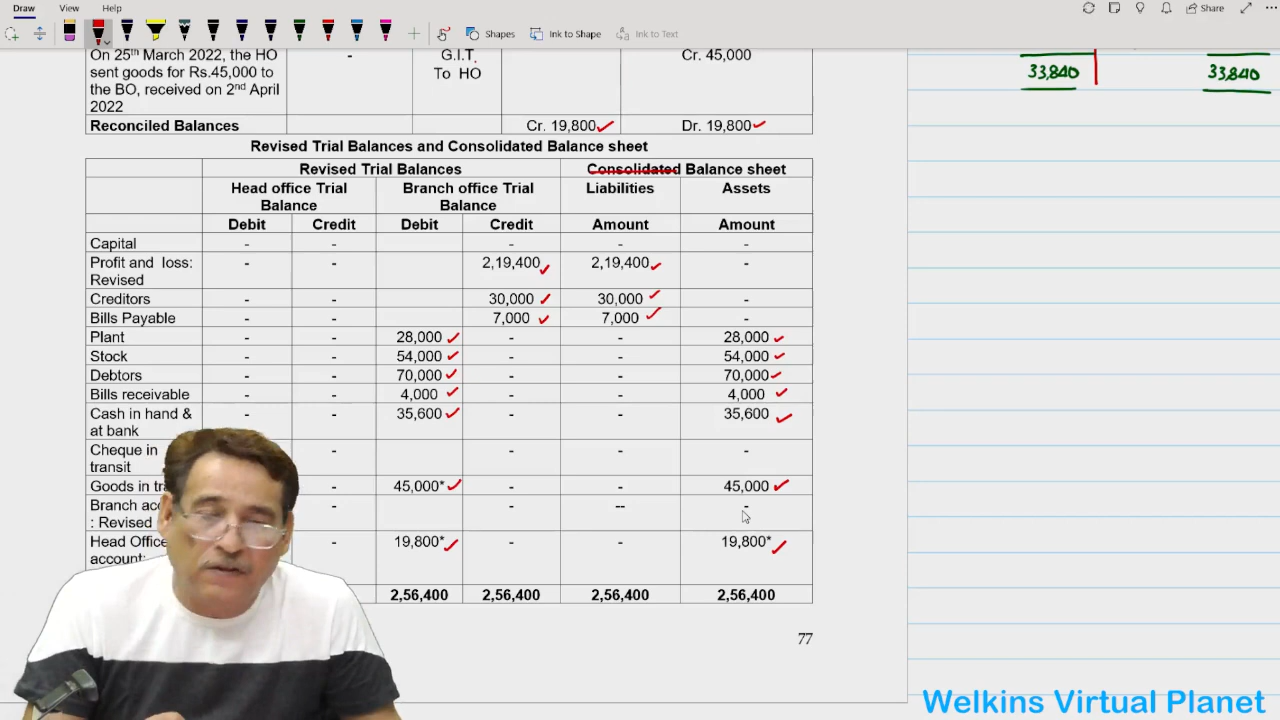 Draw View Help
Share
Shapes Ink to Shape Ink to Text
On 25th March 2022, the HO - G.I.T. Cr. 45,000
sent goods for Rs.45,000 to To HO
the BO, received on 2nd April
2022
33,840 33,840
Reconciled Balances Cr. 19,800 Dr. 19,800
Revised Trial Balances and Consolidated Balance sheet
Revised Trial Balances Consolidated Balance sheet
Head office Trial Branch office Trial Liabilities Assets
Balance Balance
Debit Credit Debit Credit Amount Amount
Capital - - - - -
Profit and loss: - - 2,19,400 2,19,400 -
Revised
Creditors - - 30,000 30,000 -
Bills Payable - - 7,000 7,000 -
Plant - - 28,000 - - 28,000
Stock - - 54,000 - - 54,000
Debtors - - 70,000 - - 70,000
Bills receivable - - 4,000 - - 4,000
Cash in hand & - - 35,600 - - 35,600
at bank
Cheque in - - - -
transit
Goods in - 45,000* - - 45,000
Branch - - -- -
: Revised
Head Office - 19,800* - - 19,800*
account:
2,56,400 2,56,400 2,56,400 2,56,400
77
Welkins Virtual Planet